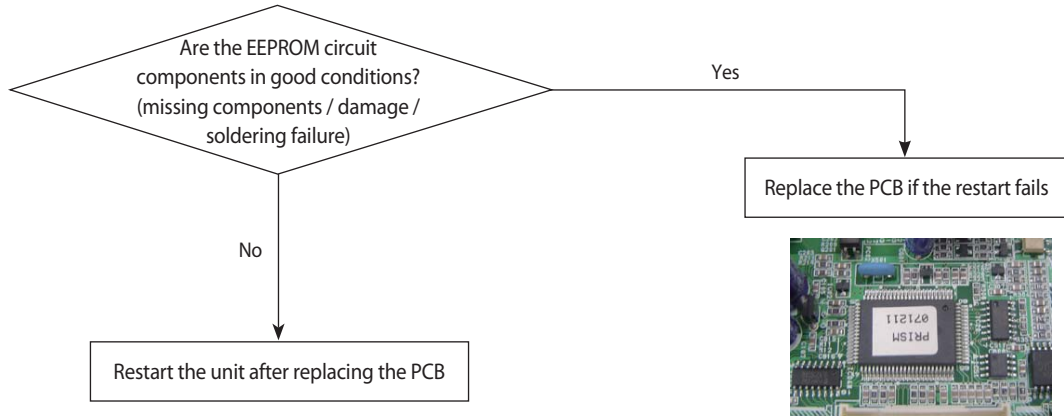 Are the EEPROM circuit
components in good conditions?
(missing components / damage /
soldering failure)
Yes
Replace the PCB if the restart fails
No
Restart the unit after replacing the PCB
PRISM
071211